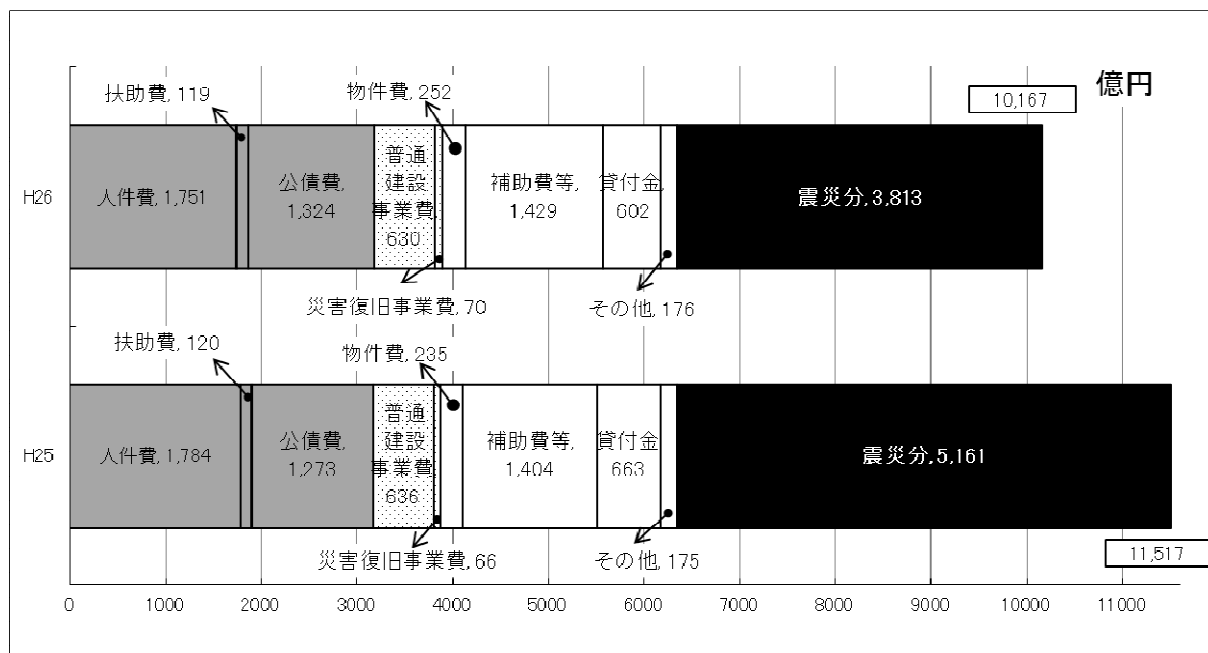 億円
10,167
扶助費, 119
物件費, 252
H26
人件費, 1,751
公債費,
1,324
普通
建設
事業費,
630
補助費等,
1,429
貸付金,
602
震災分, 3,813
災害復旧事業費, 70
その他, 176
扶助費, 120
物件費, 235
H25
人件費, 1,784
公債費,
1,273
普通
建設
事業費,
636
補助費等,
1,404
貸付金,
663
震災分, 5,161
災害復旧事業費, 66
その他, 175
11,517
0 1000 2000 3000 4000 5000 6000 7000 8000 9000 10000 11000